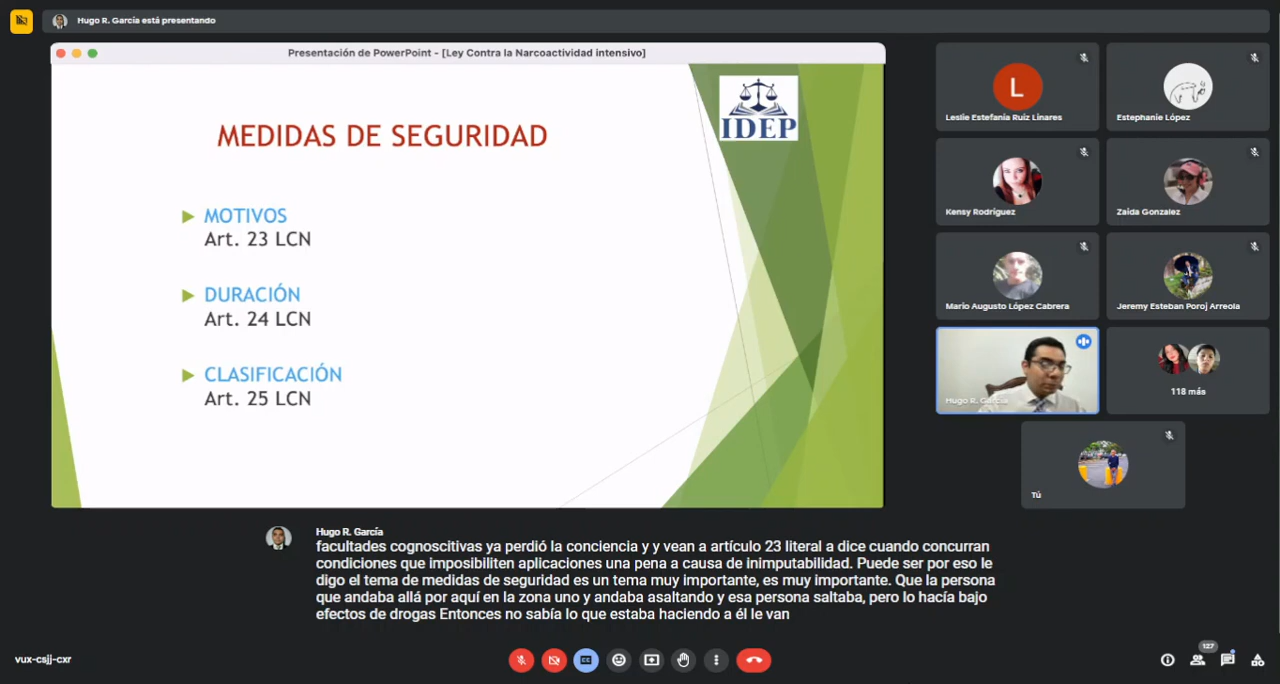 Hugo R. García está presentando
Presentación de PowerPoint - [Ley Contra la Narcoactividad intensivo]
MEDIDAS DE SEGURIDAD
IDEP
MOTIVOS
Art. 23 LCN
DURACIÓN
Art. 24 LCN
CLASIFICACIÓN
Art. 25 LCN
L
Leslie Estefanía Ruiz Linares
Estephanie López
Kensy Rodríguez
Zaida Gonzalez
Mario Augusto López Cabrera
Jeremy Esteban Poroj Arreola
Hugo R. García
118 más
Tú
Hugo R. García
facultades cognoscitivas ya perdió la conciencia y y vean a artículo 23 literal a dice cuando concurran
condiciones que imposibiliten aplicaciones una pena a causa de inimputabilidad. Puede ser por eso le
digo el tema de medidas de seguridad es un tema muy importante, es muy importante. Que la persona
que andaba allá por aquí en la zona uno y andaba asaltando y esa persona saltaba, pero lo hacía bajo
efectos de drogas Entonces no sabía lo que estaba haciendo a él le van
vux-csjj-cxr
CC
127